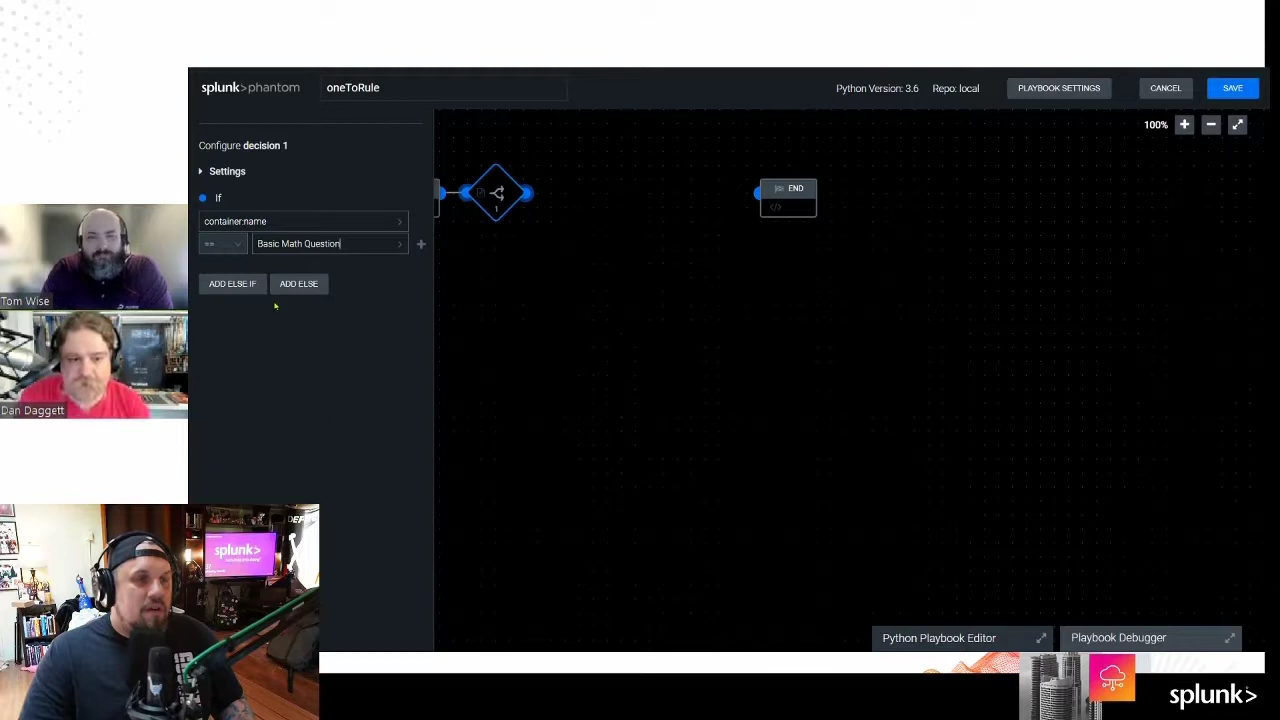 splunk>phantom
oneToRule
Python Version: 3.6
Repo: local
PLAYBOOK SETTINGS
CANCEL
SAVE
100%
Configure decision 1
Settings
If
container:name
==
Basic Math Question
ADD ELSE IF
ADD ELSE
1
END
Tom Wise
Dan Daggett
splunk>
Python Playbook Editor
Playbook Debugger
splunk>